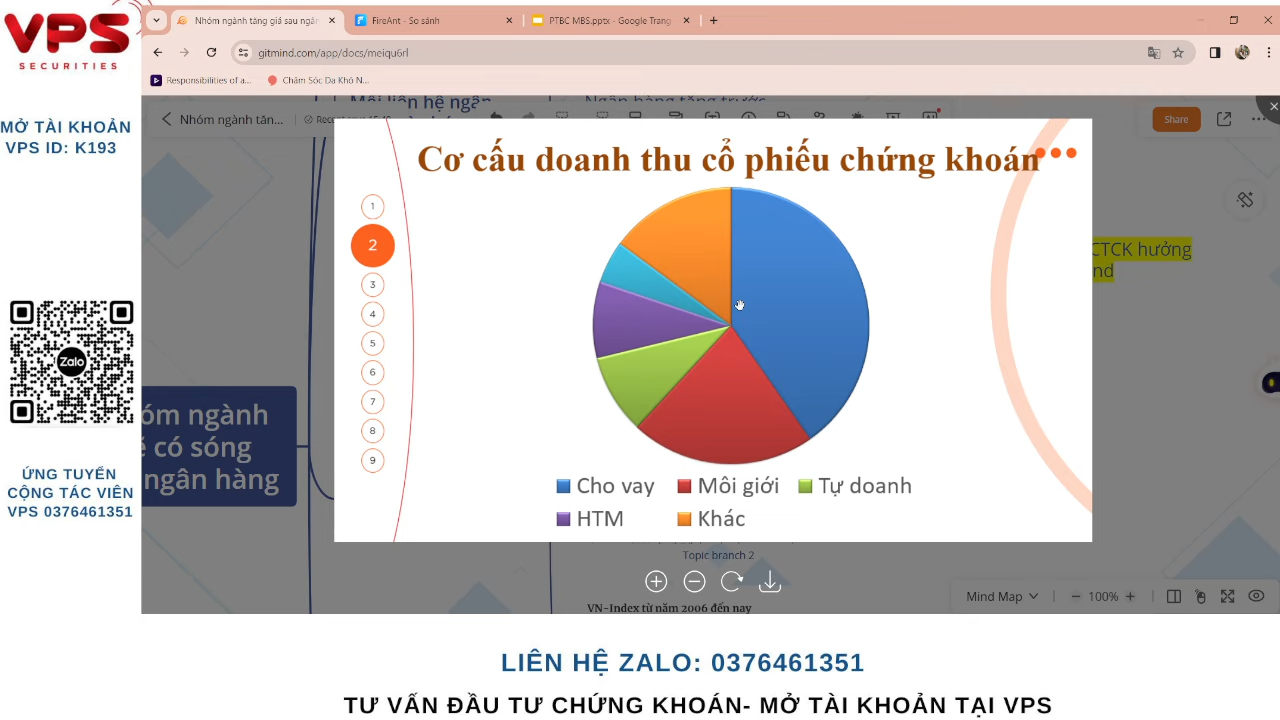 VPS
SECURITIES
MỞ TÀI KHOẢN
VPS ID: K193
Zalo
ỨNG TUYỂN
CỘNG TÁC VIÊN
VPS 0376461351
Nhóm ngành tăng giá sau ngân
FireAnt - So sánh
PTBC MBS.pptx - Google Trang
gitmind.com/app/docs/meiqu6rl
Responsibilities of a...
Chăm Sóc Da Khô N...
Nhóm ngành tăn...
Share
Cơ cấu doanh thu cổ phiếu chứng khoán
1
2
3
4
5
6
7
8
9
Cho vay
Môi giới
Tự doanh
HTM
Khác
CTCK hưởng
óm ngành
có sóng
ngân hàng
Topic branch 2
VN-Index từ năm 2006 đến nay
Mind Map
100%
LIÊN HỆ ZALO: 0376461351
TƯ VẤN ĐẦU TƯ CHỨNG KHOÁN- MỞ TÀI KHOẢN TẠI VPS